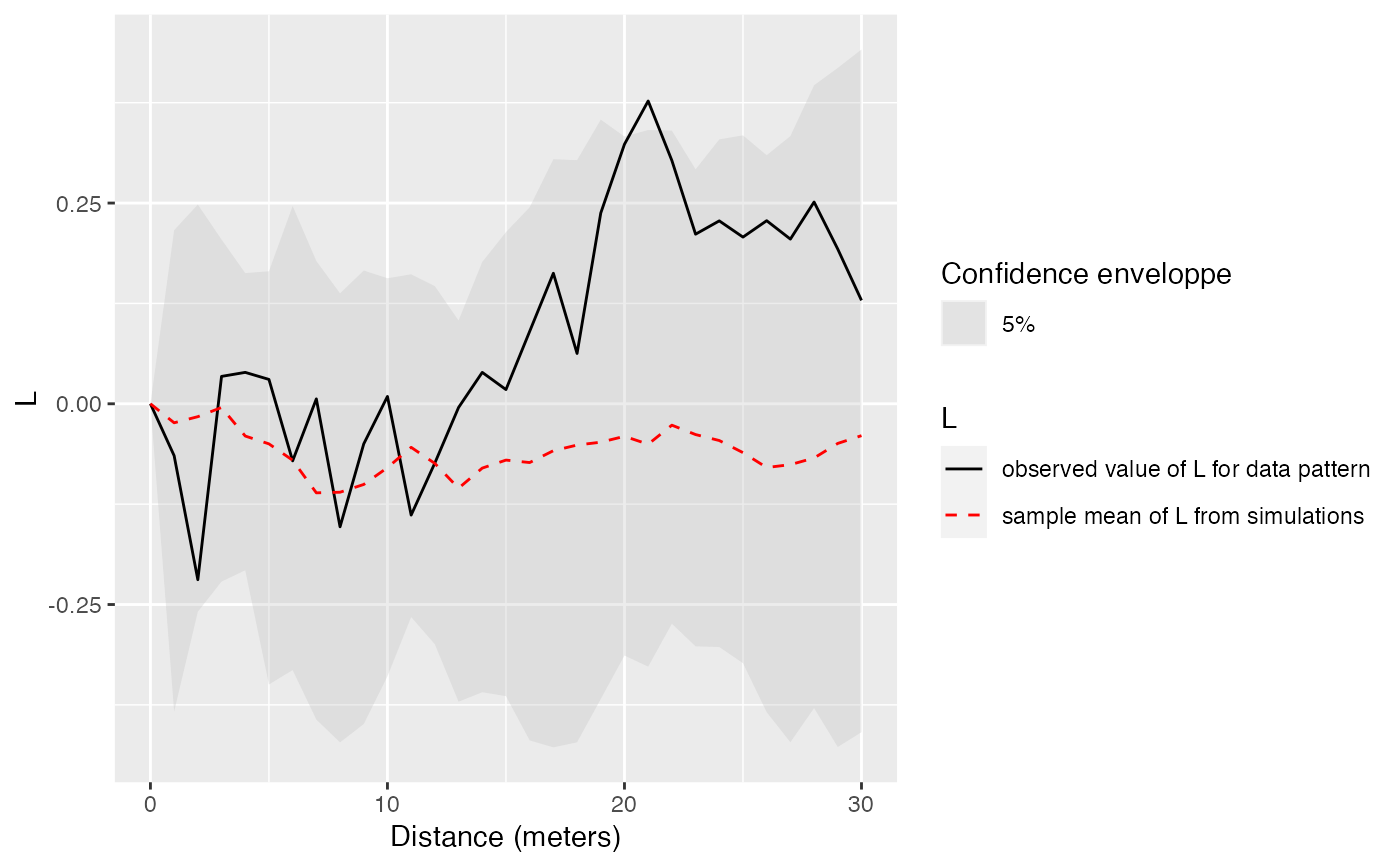 L
0.25
0.00
-0.25
0
10
20
30
Distance (meters)
Confidence enveloppe
5%
L
observed value of L for data pattern
sample mean of L from simulations